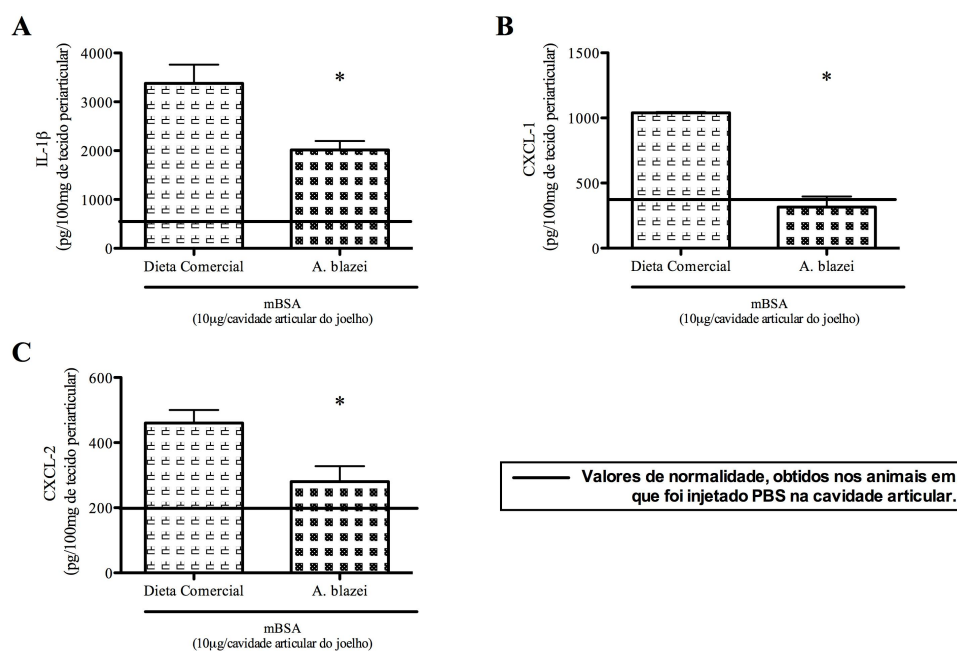 A
IL-1β
(pg/100mg de tecido periarticular)
4000
3000
2000
1000
0
*
Dieta Comercial
A. blazei
mBSA
(10µg/cavidade articular do joelho)
B
CXCL-1
(pg/100mg de tecido periarticular)
1500
1000
500
0
*
Dieta Comercial
A. blazei
mBSA
(10µg/cavidade articular do joelho)
C
CXCL-2
(pg/100mg de tecido periarticular)
600
400
200
0
*
Dieta Comercial
A. blazei
mBSA
(10µg/cavidade articular do joelho)
Valores de normalidade, obtidos nos animais em
que foi injetado PBS na cavidade articular.